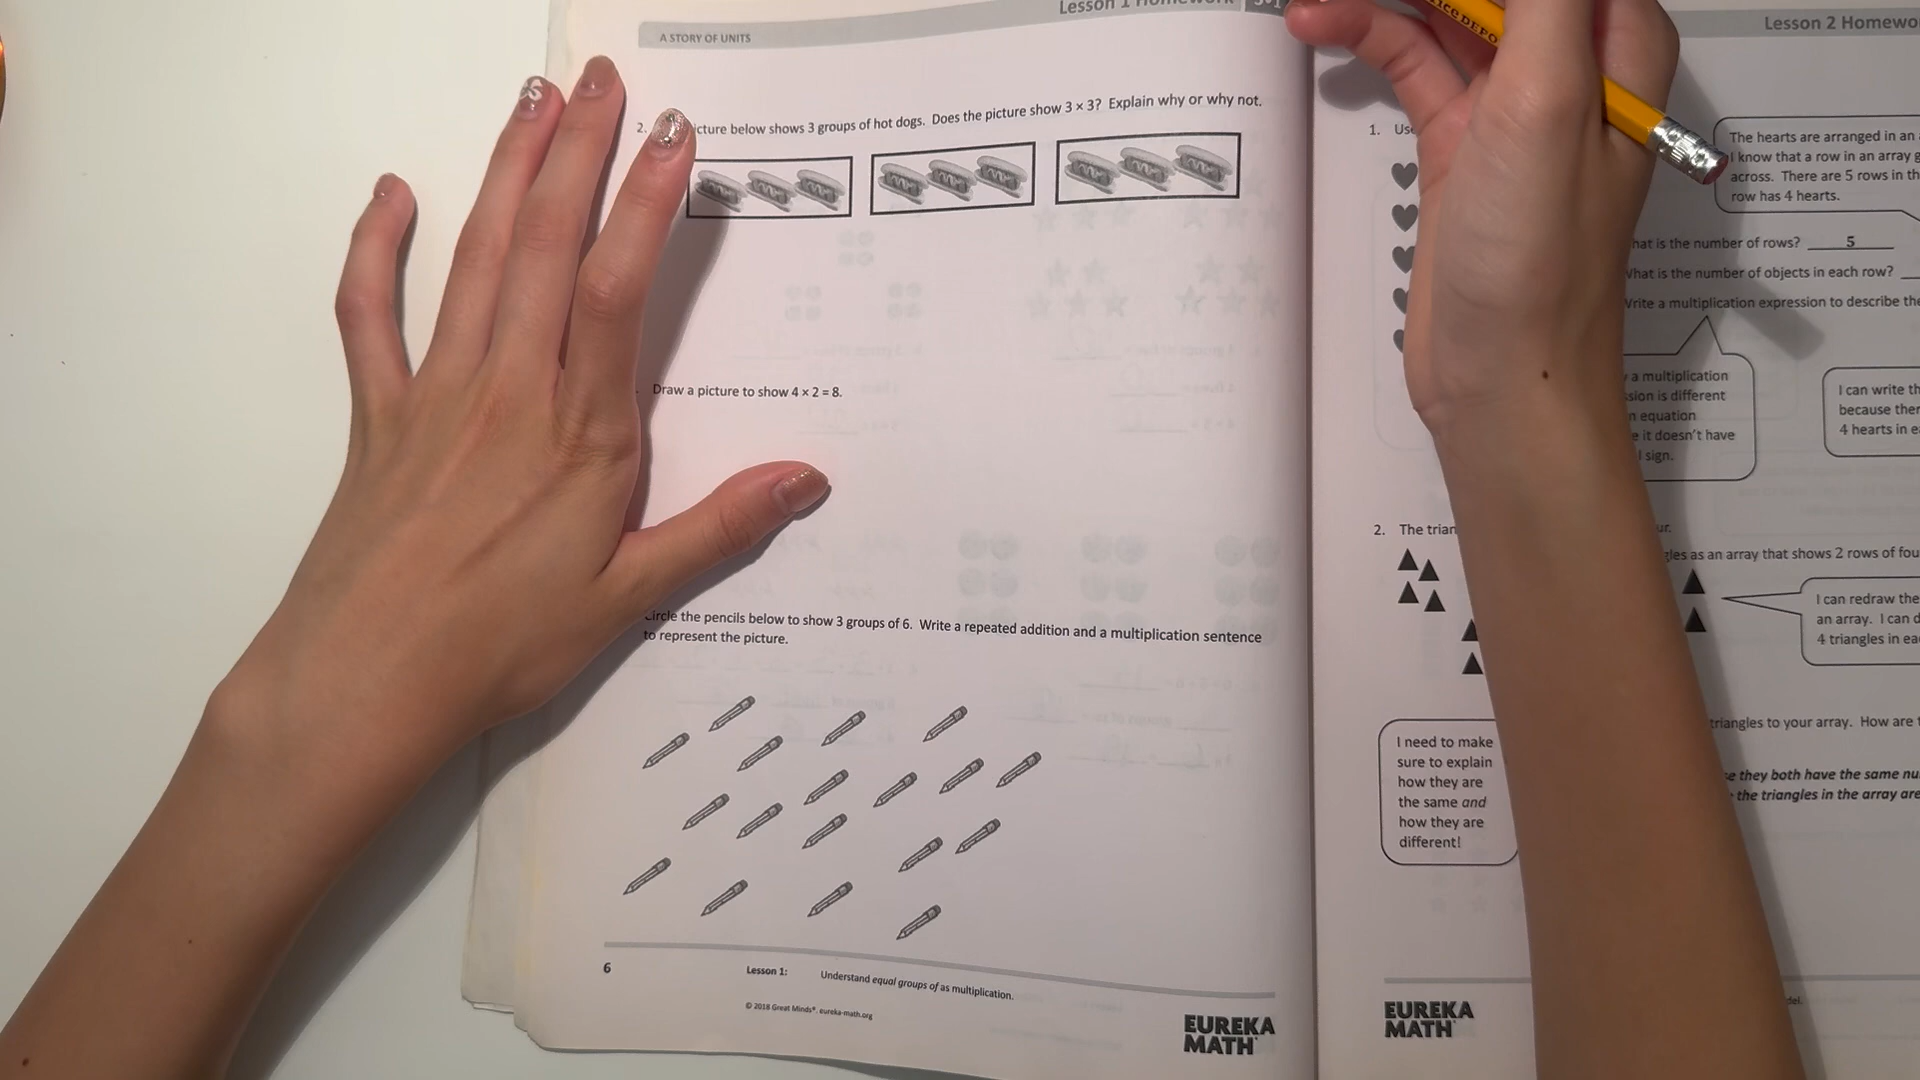 Lesson 1 Homework
A STORY OF UNITS
2. picture below shows 3 groups of hot dogs. Does the picture show 3 × 3? Explain why or why not.
Draw a picture to show 4 × 2 = 8.
Circle the pencils below to show 3 groups of 6. Write a repeated addition and a multiplication sentence
to represent the picture.
6
Lesson 1: Understand equal groups of as multiplication.
© 2018 Great Minds®. eureka-math.org
EUREKA
MATH
OFFICE DEPO
Lesson 2 Homewo
1. Use
The hearts are arranged in an
I know that a row in an array g
across. There are 5 rows in th
row has 4 hearts.
hat is the number of rows? 5
What is the number of objects in each row?
Write a multiplication expression to describe the
a multiplication
sion is different
n equation
e it doesn't have
sign.
I can write th
because ther
4 hearts in e
2. The trian
ur.
gles as an array that shows 2 rows of fou
I can redraw the
an array. I can d
4 triangles in ea
triangles to your array. How are
I need to make
sure to explain
how they are
the same and
how they are
different!
e they both have the same nu
the triangles in the array are
del.
EUREKA
MATH